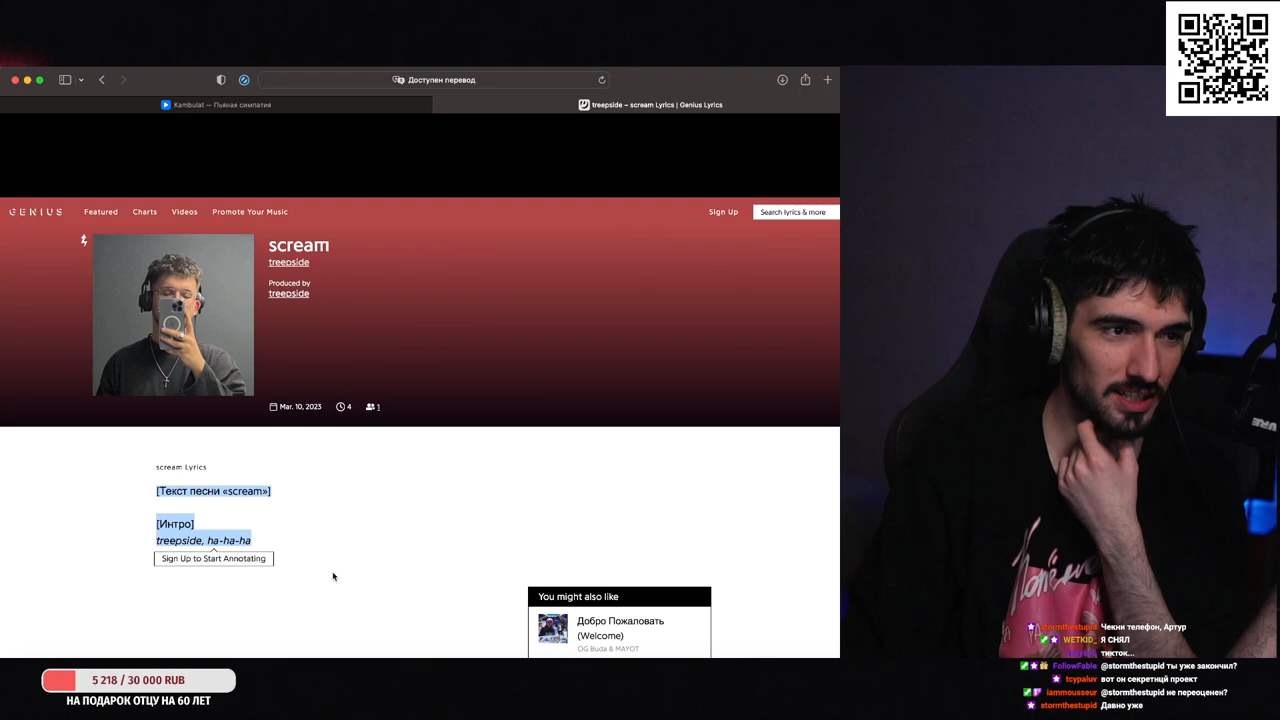 Доступен перевод
Kambulat — Пьяная симпатия
treepside – scream Lyrics | Genius Lyrics
GENIUS
Featured
Charts
Videos
Promote Your Music
Sign Up
Search lyrics & more
scream
treepside
Produced by
treepside
Mar. 10, 2023
4
1
scream Lyrics
[Текст песни «scream»]
[Интро]
treepside, ha-ha-ha
Sign Up to Start Annotating
You might also like
Добро Пожаловать
(Welcome)
OG Buda & MAYOT
stormthestupid Чекни телефон, Артур
WETKID_ Я СНЯЛ
тикток...
FollowFable @stormthestupid ты уже закончил?
tcypaluv вот он секретнцй проект
iammousseur @stormthestupid не переоценен?
stormthestupid Давно уже
5 218 / 30 000 RUB
НА ПОДАРОК ОТЦУ НА 60 ЛЕТ